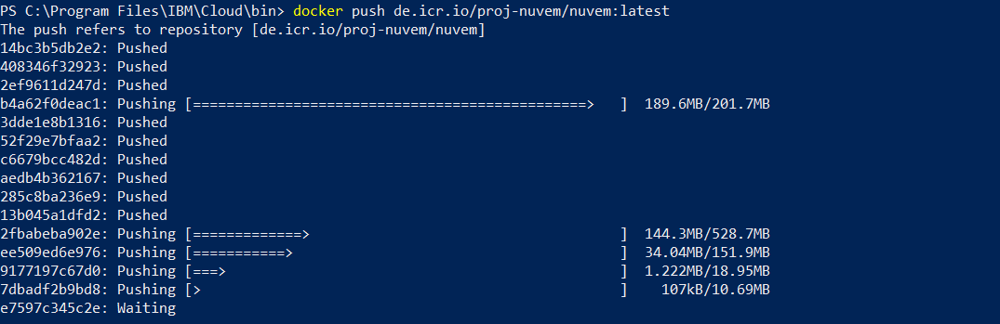 PS C:\Program Files\IBM\Cloud\bin> docker push de.icr.io/proj-nuvem/nuvem:latest
The push refers to repository [de.icr.io/proj-nuvem/nuvem]
14bc3b5db2e2: Pushed
408346f32923: Pushed
2ef9611d247d: Pushed
b4a62f0deac1: Pushing [===============================================>   ]  189.6MB/201.7MB
3dde1e8b1316: Pushed
52f29e7bfaa2: Pushed
c6679bcc482d: Pushed
aedb4b362167: Pushed
285c8ba236e9: Pushed
13b045a1dfd2: Pushed
2fbabeba902e: Pushing [=============>                                     ]  144.3MB/528.7MB
ee509ed6e976: Pushing [===========>                                       ]  34.04MB/151.9MB
9177197c67d0: Pushing [===>                                               ]  1.222MB/18.95MB
7dbadf2b9bd8: Pushing [>                                                  ]    107kB/10.69MB
e7597c345c2e: Waiting